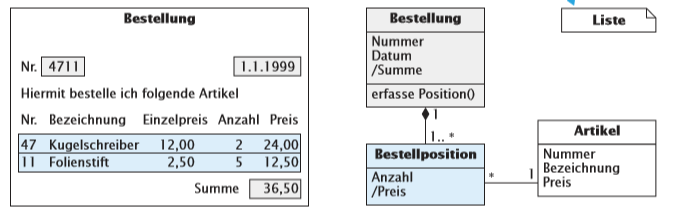 Bestellung
Nr. 4711 1.1.1999
Hiermit bestelle ich folgende Artikel
Nr. Bezeichnung Einzelpreis Anzahl Preis
47 Kugelschreiber 12,00 2 24,00
11 Folienstift 2,50 5 12,50
Summe 36,50
Bestellung
Nummer
Datum
/Summe
erfasse Position()
1
1..*
Bestellposition
Anzahl
/Preis
* 1
Artikel
Nummer
Bezeichnung
Preis
Liste